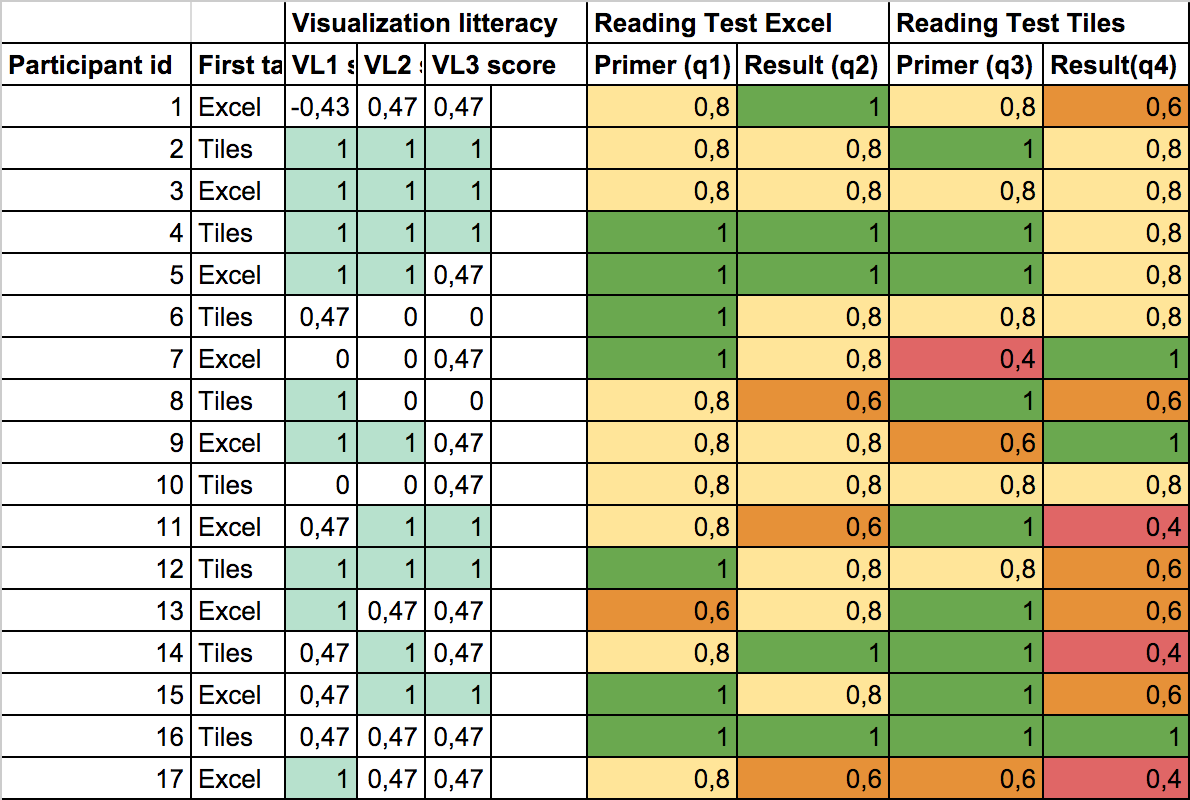 Visualization litteracy Reading Test Excel Reading Test Tiles
Participant id First ta VL1 s VL2 s VL3 score Primer (q1) Result (q2) Primer (q3) Result(q4)
1 Excel -0,43 0,47 0,47 0,8 1 0,8 0,6
2 Tiles 1 1 1 0,8 0,8 1 0,8
3 Excel 1 1 1 0,8 0,8 0,8 0,8
4 Tiles 1 1 1 1 1 1 0,8
5 Excel 1 1 0,47 1 1 1 0,8
6 Tiles 0,47 0 0 1 0,8 0,8 0,8
7 Excel 0 0 0,47 1 0,8 0,4 1
8 Tiles 1 0 0 0,8 0,6 1 0,6
9 Excel 1 1 0,47 0,8 0,8 0,6 1
10 Tiles 0 0 0,47 0,8 0,8 0,8 0,8
11 Excel 0,47 1 1 0,8 0,6 1 0,4
12 Tiles 1 1 1 1 0,8 0,8 0,6
13 Excel 1 0,47 0,47 0,6 0,8 1 0,6
14 Tiles 0,47 1 0,47 0,8 1 1 0,4
15 Excel 0,47 1 1 1 0,8 1 0,6
16 Tiles 0,47 0,47 0,47 1 1 1 1
17 Excel 1 0,47 0,47 0,8 0,6 0,6 0,4